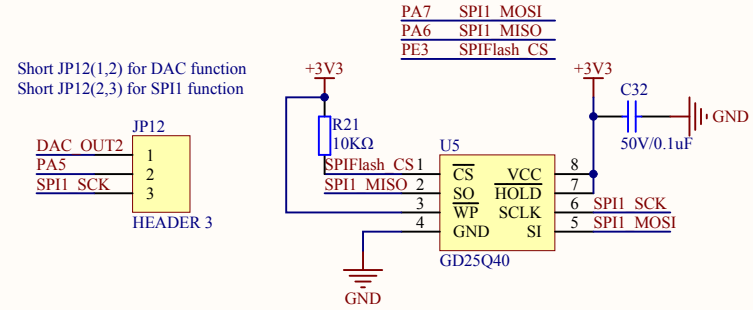 PA7 SPI1_MOSI
PA6 SPI1_MISO
PE3 SPIFlash_CS
Short JP12(1,2) for DAC function
Short JP12(2,3) for SPI1 function
+3V3
+3V3
C32
GND
50V/0.1uF
R21
10KΩ
JP12
DAC_OUT2 1
PA5 2
SPI1_SCK 3
HEADER 3
U5
SPIFlash_CS 1 CS VCC 8
SPI1_MISO 2 SO HOLD 7
3 WP SCLK 6 SPI1_SCK
4 GND SI 5 SPI1_MOSI
GD25Q40
GND